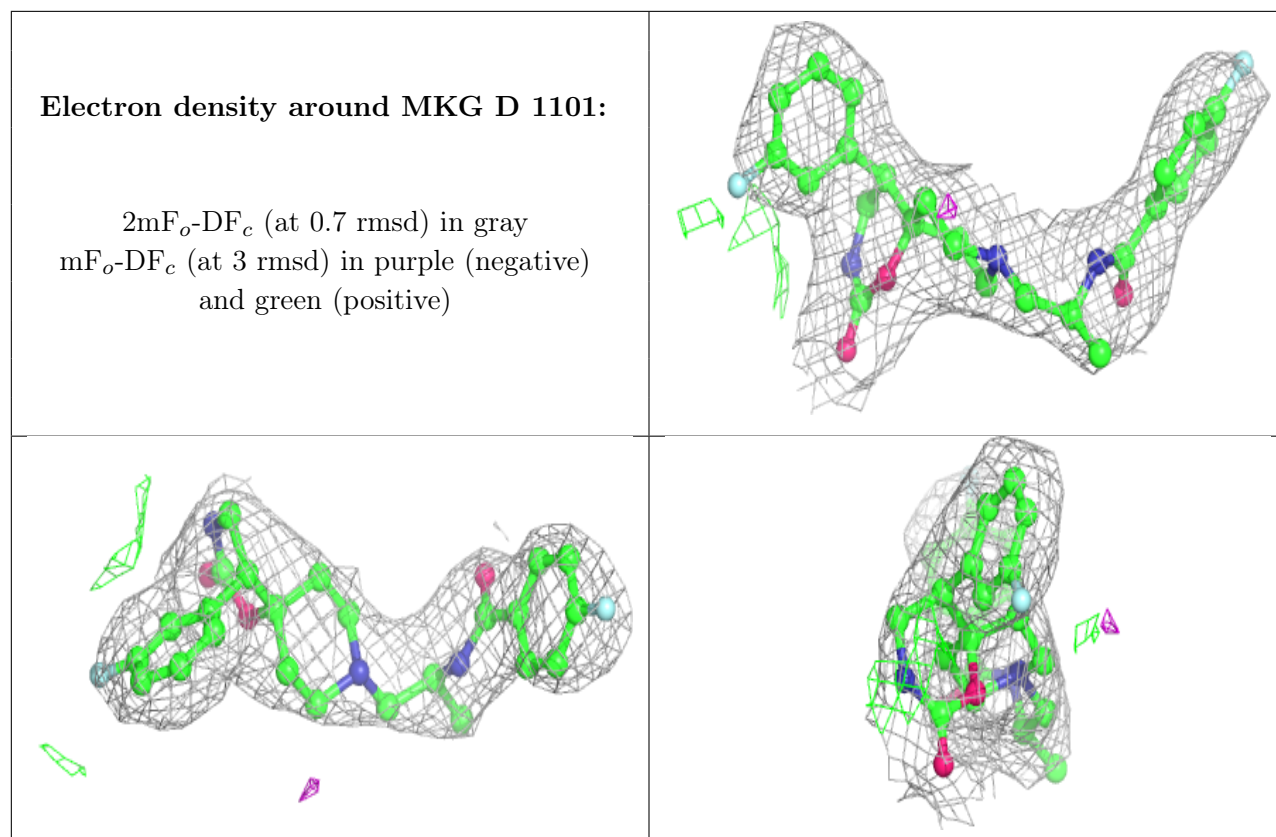 Electron density around MKG D 1101:
2mFₒ-DF𝒸 (at 0.7 rmsd) in gray
mFₒ-DF𝒸 (at 3 rmsd) in purple (negative)
and green (positive)